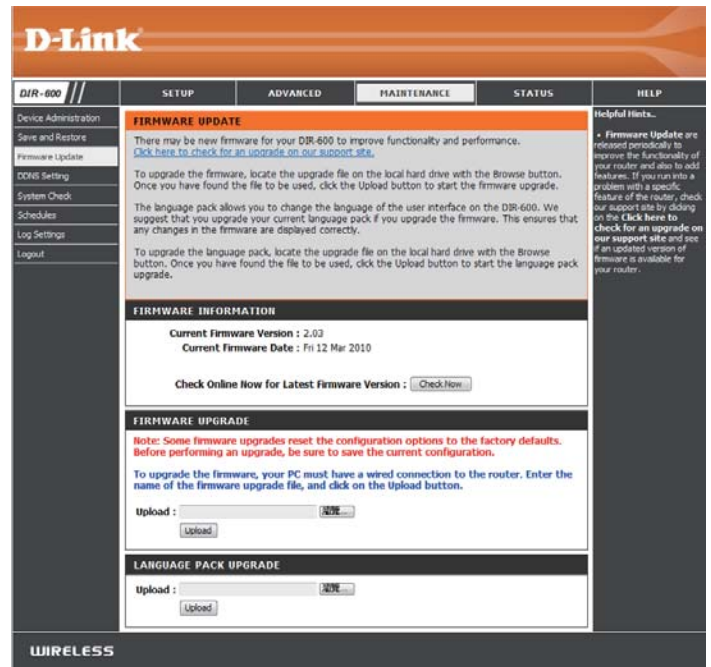 D-Link
DIR-600
SETUP
ADVANCED
MAINTENANCE
STATUS
HELP
Device Administration
Save and Restore
Firmware Update
DDNS Setting
System Check
Schedules
Log Settings
Logout
FIRMWARE UPDATE
There may be new firmware for your DIR-600 to improve functionality and performance.
Click here to check for an upgrade on our support site.
To upgrade the firmware, locate the upgrade file on the local hard drive with the Browse button.
Once you have found the file to be used, click the Upload button to start the firmware upgrade.
The language pack allows you to change the language of the user interface on the DIR-600. We
suggest that you upgrade your current language pack if you upgrade the firmware. This ensures that
any changes in the firmware are displayed correctly.
To upgrade the language pack, locate the upgrade file on the local hard drive with the Browse
button. Once you have found the file to be used, click the Upload button to start the language pack
upgrade.
FIRMWARE INFORMATION
Current Firmware Version : 2.03
Current Firmware Date : Fri 12 Mar 2010
Check Online Now for Latest Firmware Version : Check Now
FIRMWARE UPGRADE
Note: Some firmware upgrades reset the configuration options to the factory defaults.
Before performing an upgrade, be sure to save the current configuration.
To upgrade the firmware, your PC must have a wired connection to the router. Enter the
name of the firmware upgrade file, and click on the Upload button.
Upload :
Upload
LANGUAGE PACK UPGRADE
Upload :
Upload
Helpful Hints..
• Firmware Update are
released periodically to
improve the functionality of
your router and also to add
features. If you run into a
problem with a specific
feature of the router, check
our support site by clicking
on the Click here to
check for an upgrade on
our support site and see
if an updated version of
firmware is available for
your router.
WIRELESS